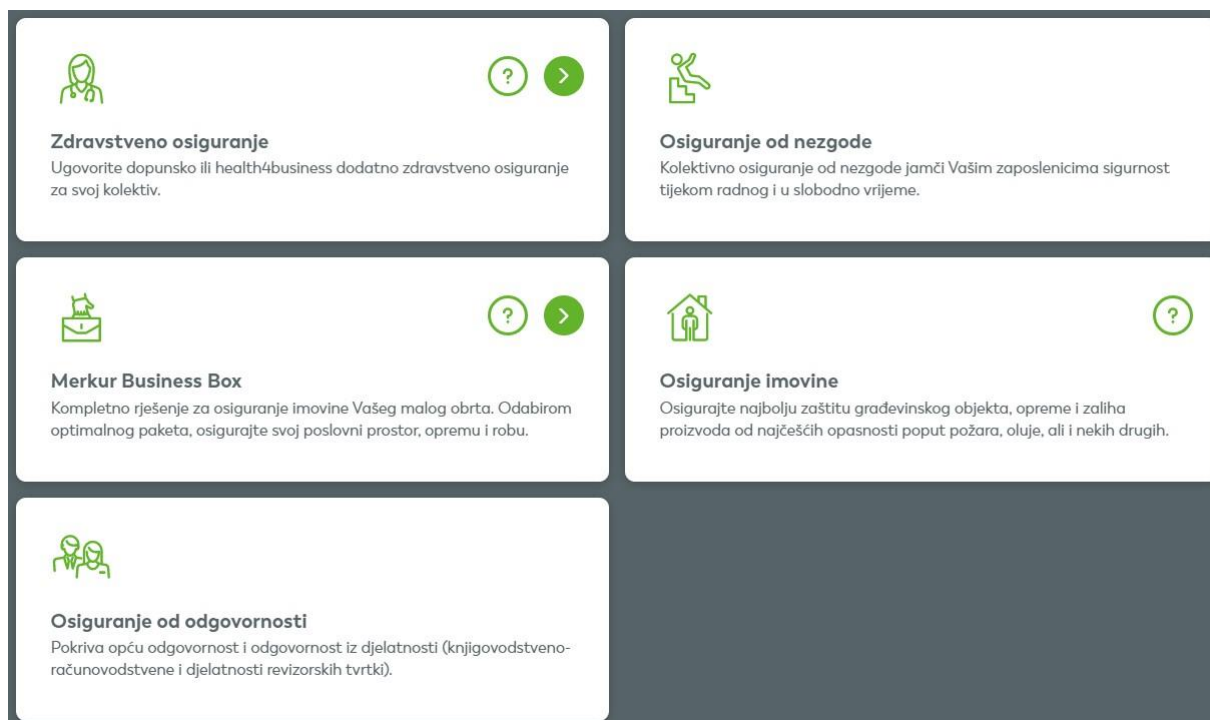 ?
Zdravstveno osiguranje
Ugovorite dopunsko ili health4business dodatno zdravstveno osiguranje
za svoj kolektiv.
Osiguranje od nezgode
Kolektivno osiguranje od nezgode jamči Vašim zaposlenicima sigurnost
tijekom radnog i u slobodno vrijeme.
?
Merkur Business Box
Kompletno rješenje za osiguranje imovine Vašeg malog obrta. Odabirom
optimalnog paketa, osigurajte svoj poslovni prostor, opremu i robu.
?
Osiguranje imovine
Osigurajte najbolju zaštitu građevinskog objekta, opreme i zaliha
proizvoda od najčešćih opasnosti poput požara, oluje, ali i nekih drugih.
Osiguranje od odgovornosti
Pokriva opću odgovornost i odgovornost iz djelatnosti (knjigovodstveno-
računovodstvene i djelatnosti revizorskih tvrtki).